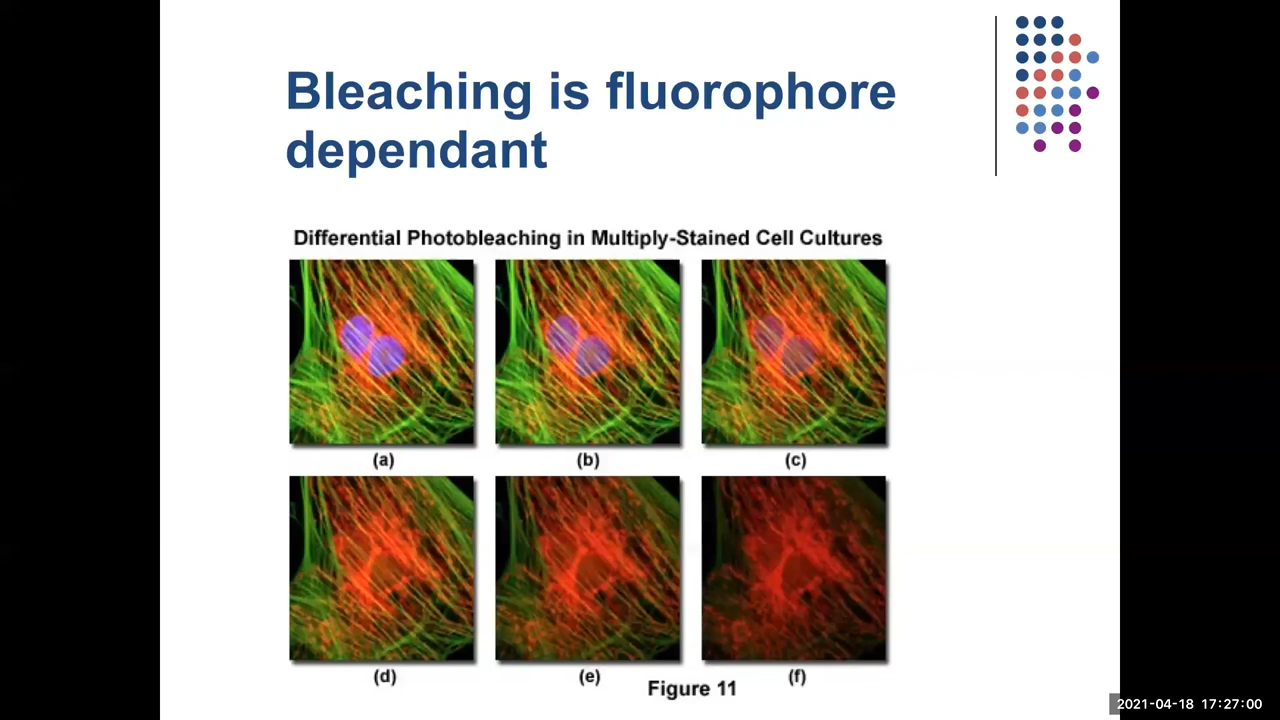 Bleaching is fluorophore
dependant
Differential Photobleaching in Multiply-Stained Cell Cultures
(a)
(b)
(c)
(d)
(e)
(f)
Figure 11
2021-04-18 17:27:00